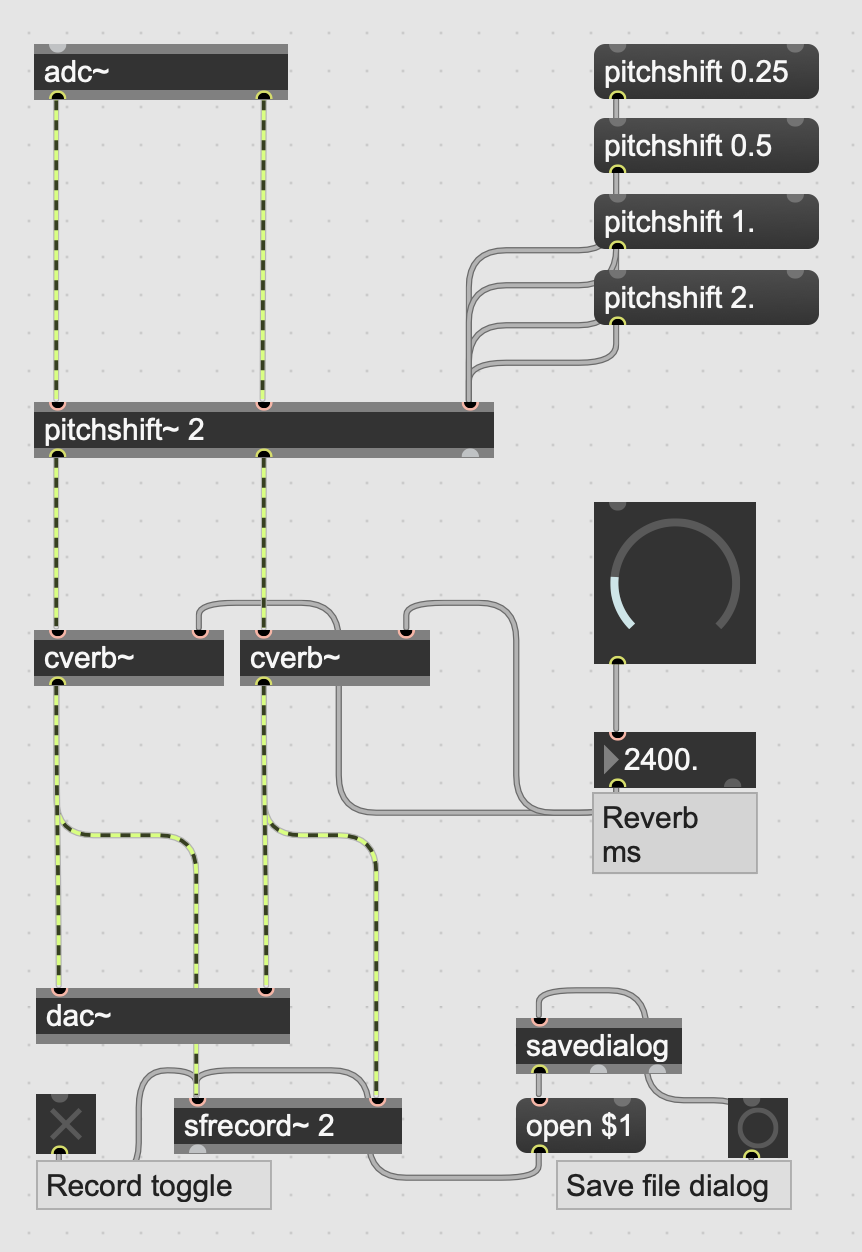 adc~
pitchshift 0.25
pitchshift 0.5
pitchshift 1.
pitchshift 2.
pitchshift~ 2
cverb~
cverb~
2400.
Reverb
ms
dac~
savedialog
sfrecord~ 2
open $1
Record toggle
Save file dialog